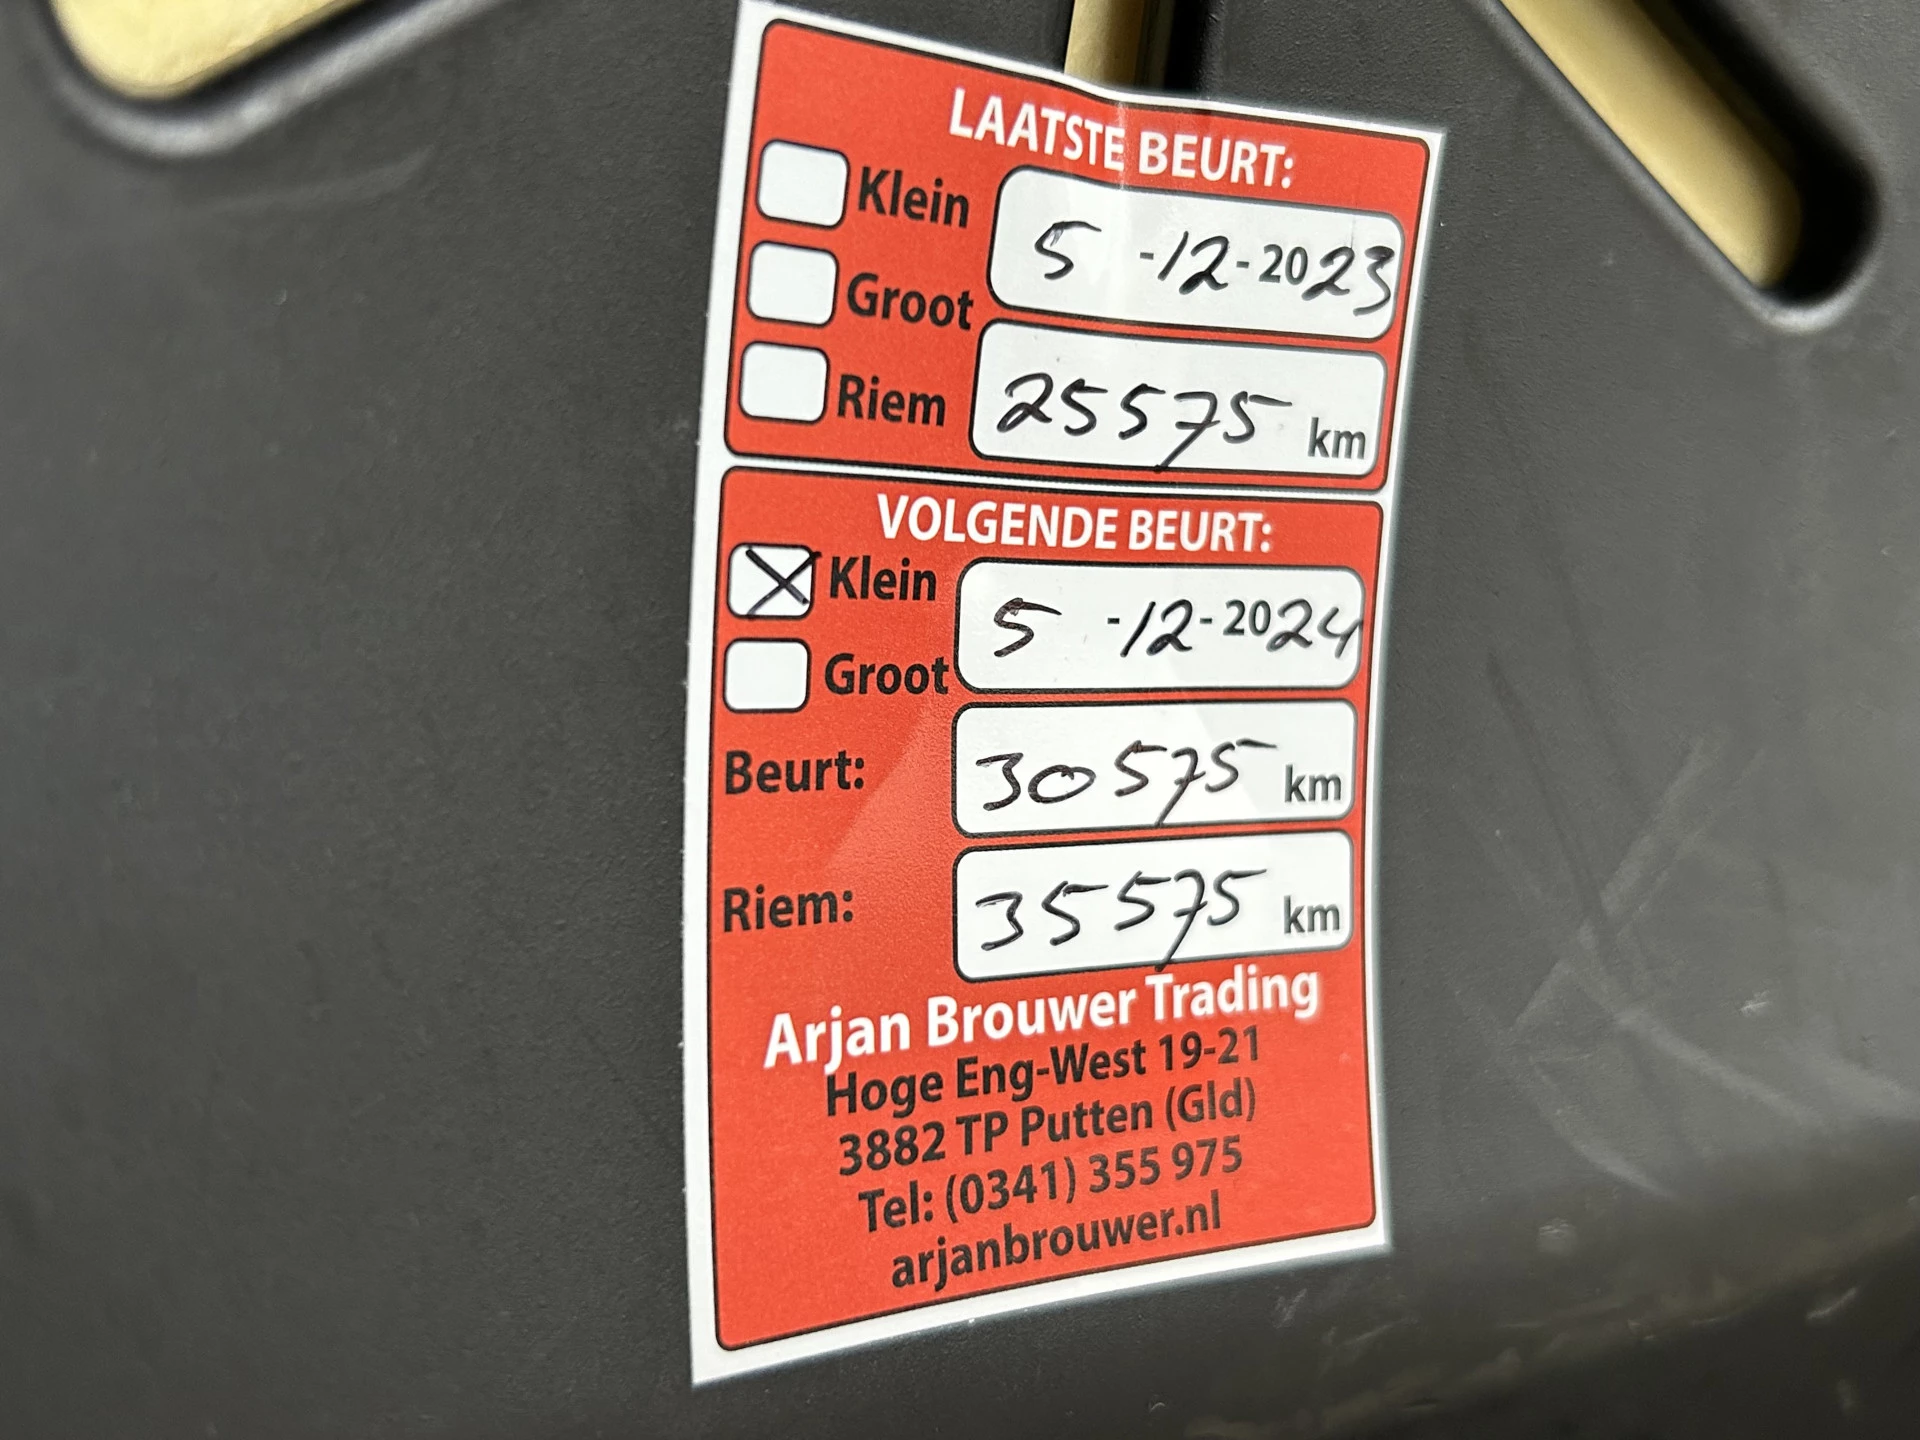 LAATSTE BEURT:
Klein
5 -12-2023
Groot
Riem
25575 km
VOLGENDE BEURT:
Klein
5 -12-2024
Groot
Beurt: 30575 km
Riem: 35575 km
Arjan Brouwer Trading
Hoge Eng-West 19-21
3882 TP Putten (Gld)
Tel: (0341) 355 975
arjanbrouwer.nl